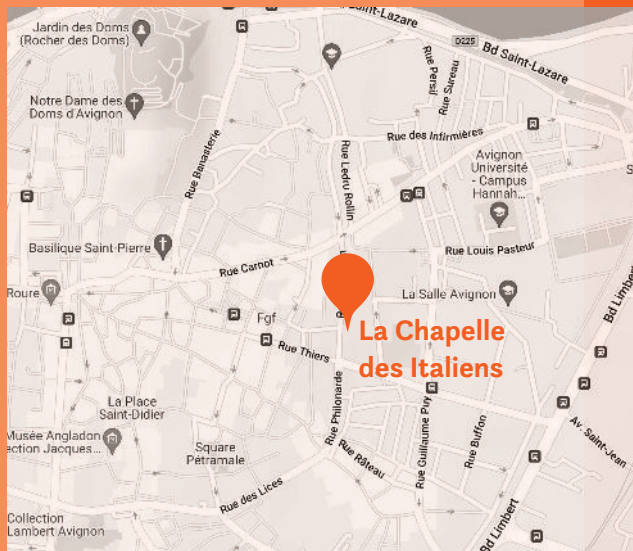 Jardin des Doms
(Rocher des Doms)
Saint-Lazare
D225
Bd Saint-Lazare
Rue Persil
Rue Sureau
Notre Dame des
Doms d'Avignon
Rue Banasterie
Rue Ledru Rollin
Rue des Infirmières
Avignon
Université
- Campus
Hannah...
Basilique Saint-Pierre
Rue Carnot
Rue Louis Pasteur
Roure
La Salle Avignon
Bd Limbert
Fgf
La Chapelle
des Italiens
Rue Thiers
La Place
Saint-Didier
Rue Philonarde
Rue Guillaume Puy
Rue Buffon
Av. Saint-Jean
Musée Angladon
ection Jacques...
Square
Pétramale
Rue Râteau
Rue des Lices
Bd Limbert
Collection
Lambert Avignon